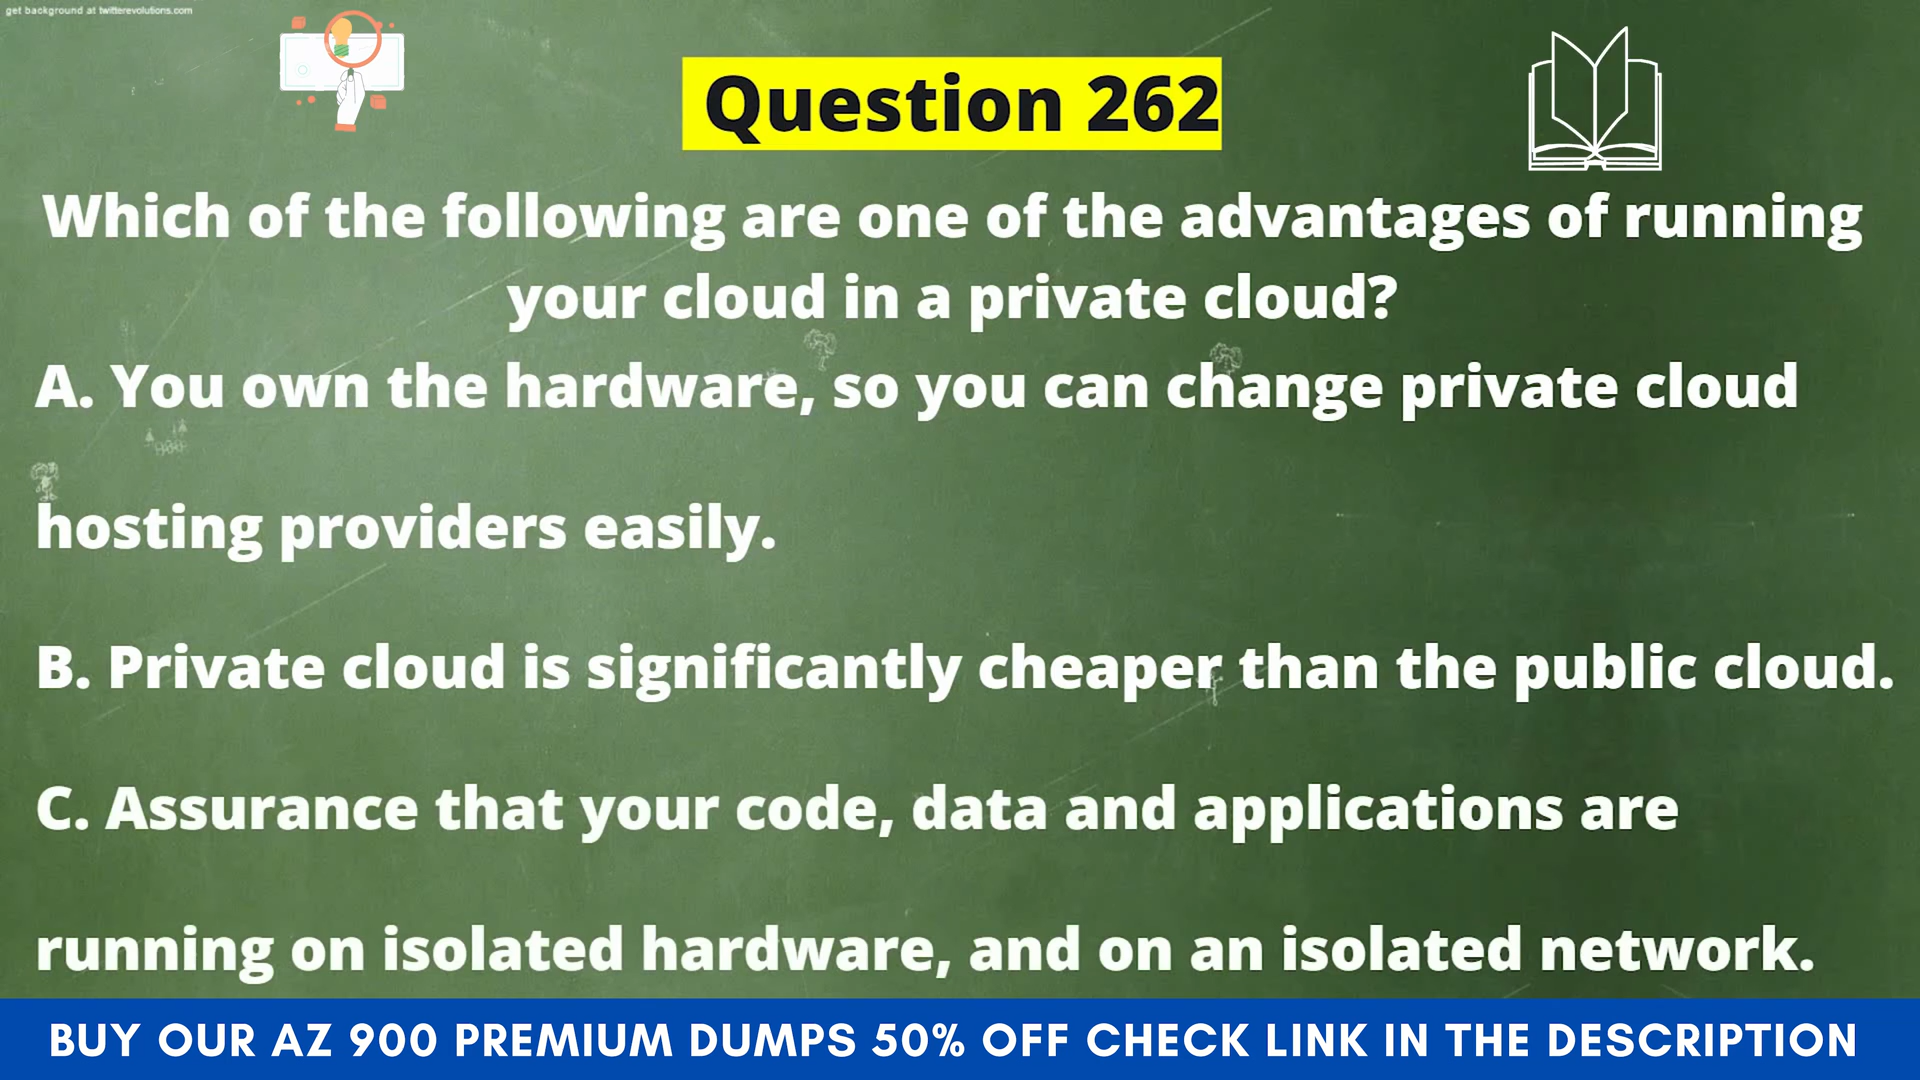 get background at twitterevolutions.com
Question 262
Which of the following are one of the advantages of running
your cloud in a private cloud?
A. You own the hardware, so you can change private cloud
hosting providers easily.
B. Private cloud is significantly cheaper than the public cloud.
C. Assurance that your code, data and applications are
running on isolated hardware, and on an isolated network.
BUY OUR AZ 900 PREMIUM DUMPS 50% OFF CHECK LINK IN THE DESCRIPTION